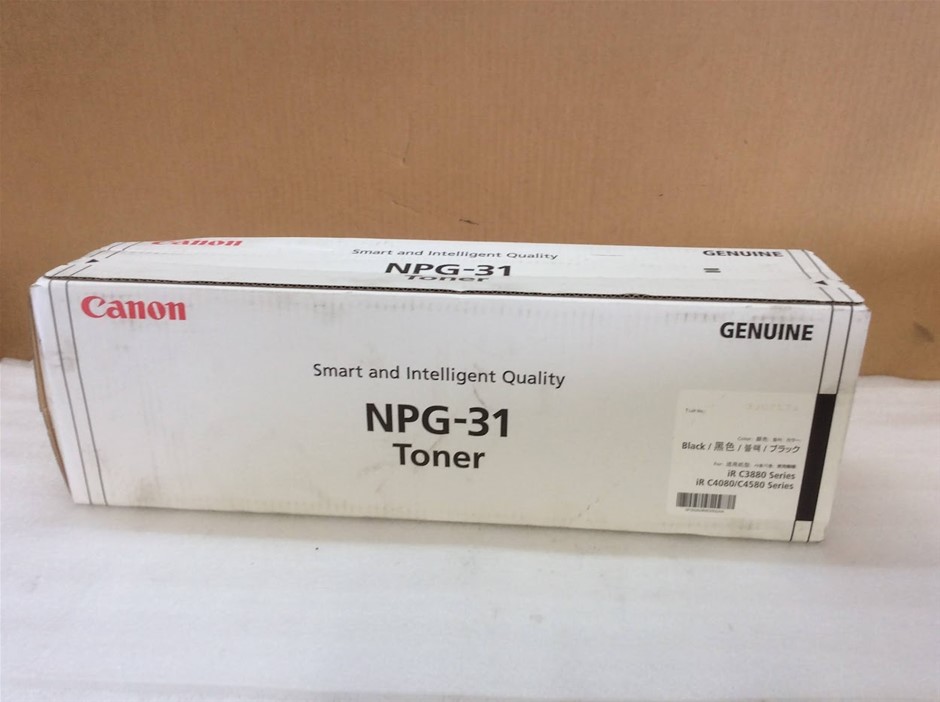 Canon
Smart and Intelligent Quality
GENUINE
NPG-31
Toner
Canon
GENUINE
Smart and Intelligent Quality
NPG-31
Toner
Black / 黑色 / 블랙 / ブラック
iR C3880 Series
iR C4080/C4580 Series